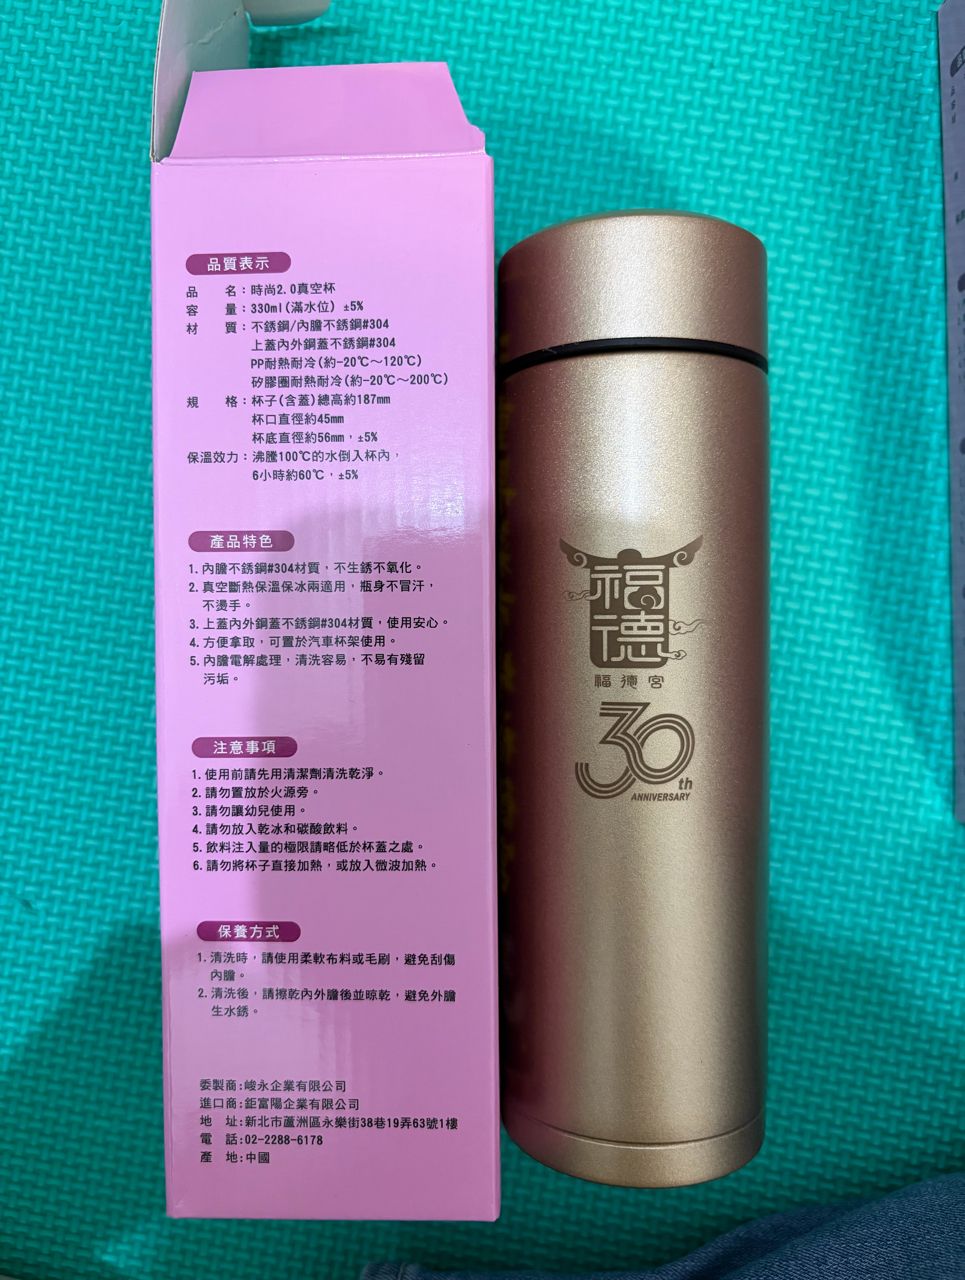 品質表示
品　　名：時尚2.0真空杯
容　　量：330ml(滿水位) ±5%
材　　質：不銹鋼/內膽不銹鋼#304
上蓋內外鋼蓋不銹鋼#304
PP耐熱耐冷(約-20℃～120℃)
矽膠圈耐熱耐冷(約-20℃～200℃)
規　　格：杯子(含蓋)總高約187mm
杯口直徑約45mm
杯底直徑約56mm，±5%
保溫效力：沸騰100℃的水倒入杯內，
6小時約60℃，±5%
產品特色
1.內膽不銹鋼#304材質，不生銹不氧化。
2.真空斷熱保溫保冰兩適用，瓶身不冒汗，
不燙手。
3.上蓋內外鋼蓋不銹鋼#304材質，使用安心。
4.方便拿取，可置於汽車杯架使用。
5.內膽電解處理，清洗容易，不易有殘留
污垢。
注意事項
1.使用前請先用清潔劑清洗乾淨。
2.請勿置放於火源旁。
3.請勿讓幼兒使用。
4.請勿放入乾冰和碳酸飲料。
5.飲料注入量的極限請略低於杯蓋之處。
6.請勿將杯子直接加熱，或放入微波加熱。
保養方式
1.清洗時，請使用柔軟布料或毛刷，避免刮傷
內膽。
2.清洗後，請擦乾內外膽後並晾乾，避免外膽
生水銹。
委製商:峻永企業有限公司
進口商:鉅富陽企業有限公司
地　址:新北市蘆洲區永樂街38巷19弄63號1樓
電　話:02-2288-6178
產　地:中國
福
德
福德宮
30th
ANNIVERSARY